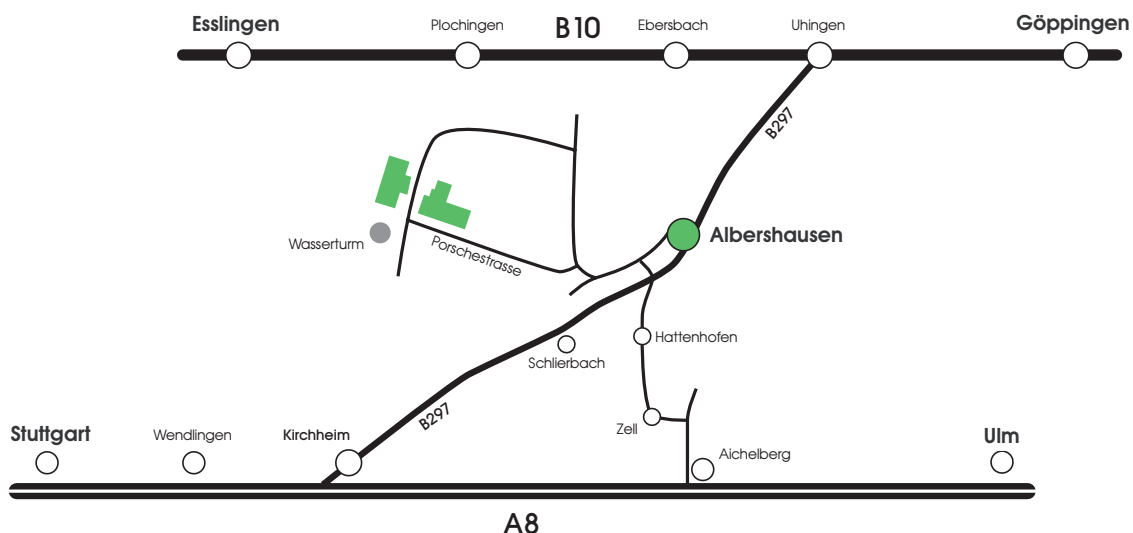 Esslingen
Plochingen
B10
Ebersbach
Uhingen
Göppingen
B297
Wasserturm
Porschestrasse
Albershausen
Hattenhofen
Schlierbach
B297
Zell
Stuttgart
Wendlingen
Kirchheim
Aichelberg
Ulm
A8